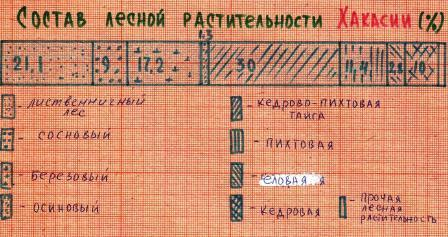 Состав лесной растительности Хакасии (%)
1.3
21,1 9 17,2 30 11,4 2.8 10
- лиственничный
лес
- сосновый
- березовый
- осиновый
- кедрово-пихтовая
тайга
- пихтовая
- еловая я
- кедровая
- прочая
лесная
растительность